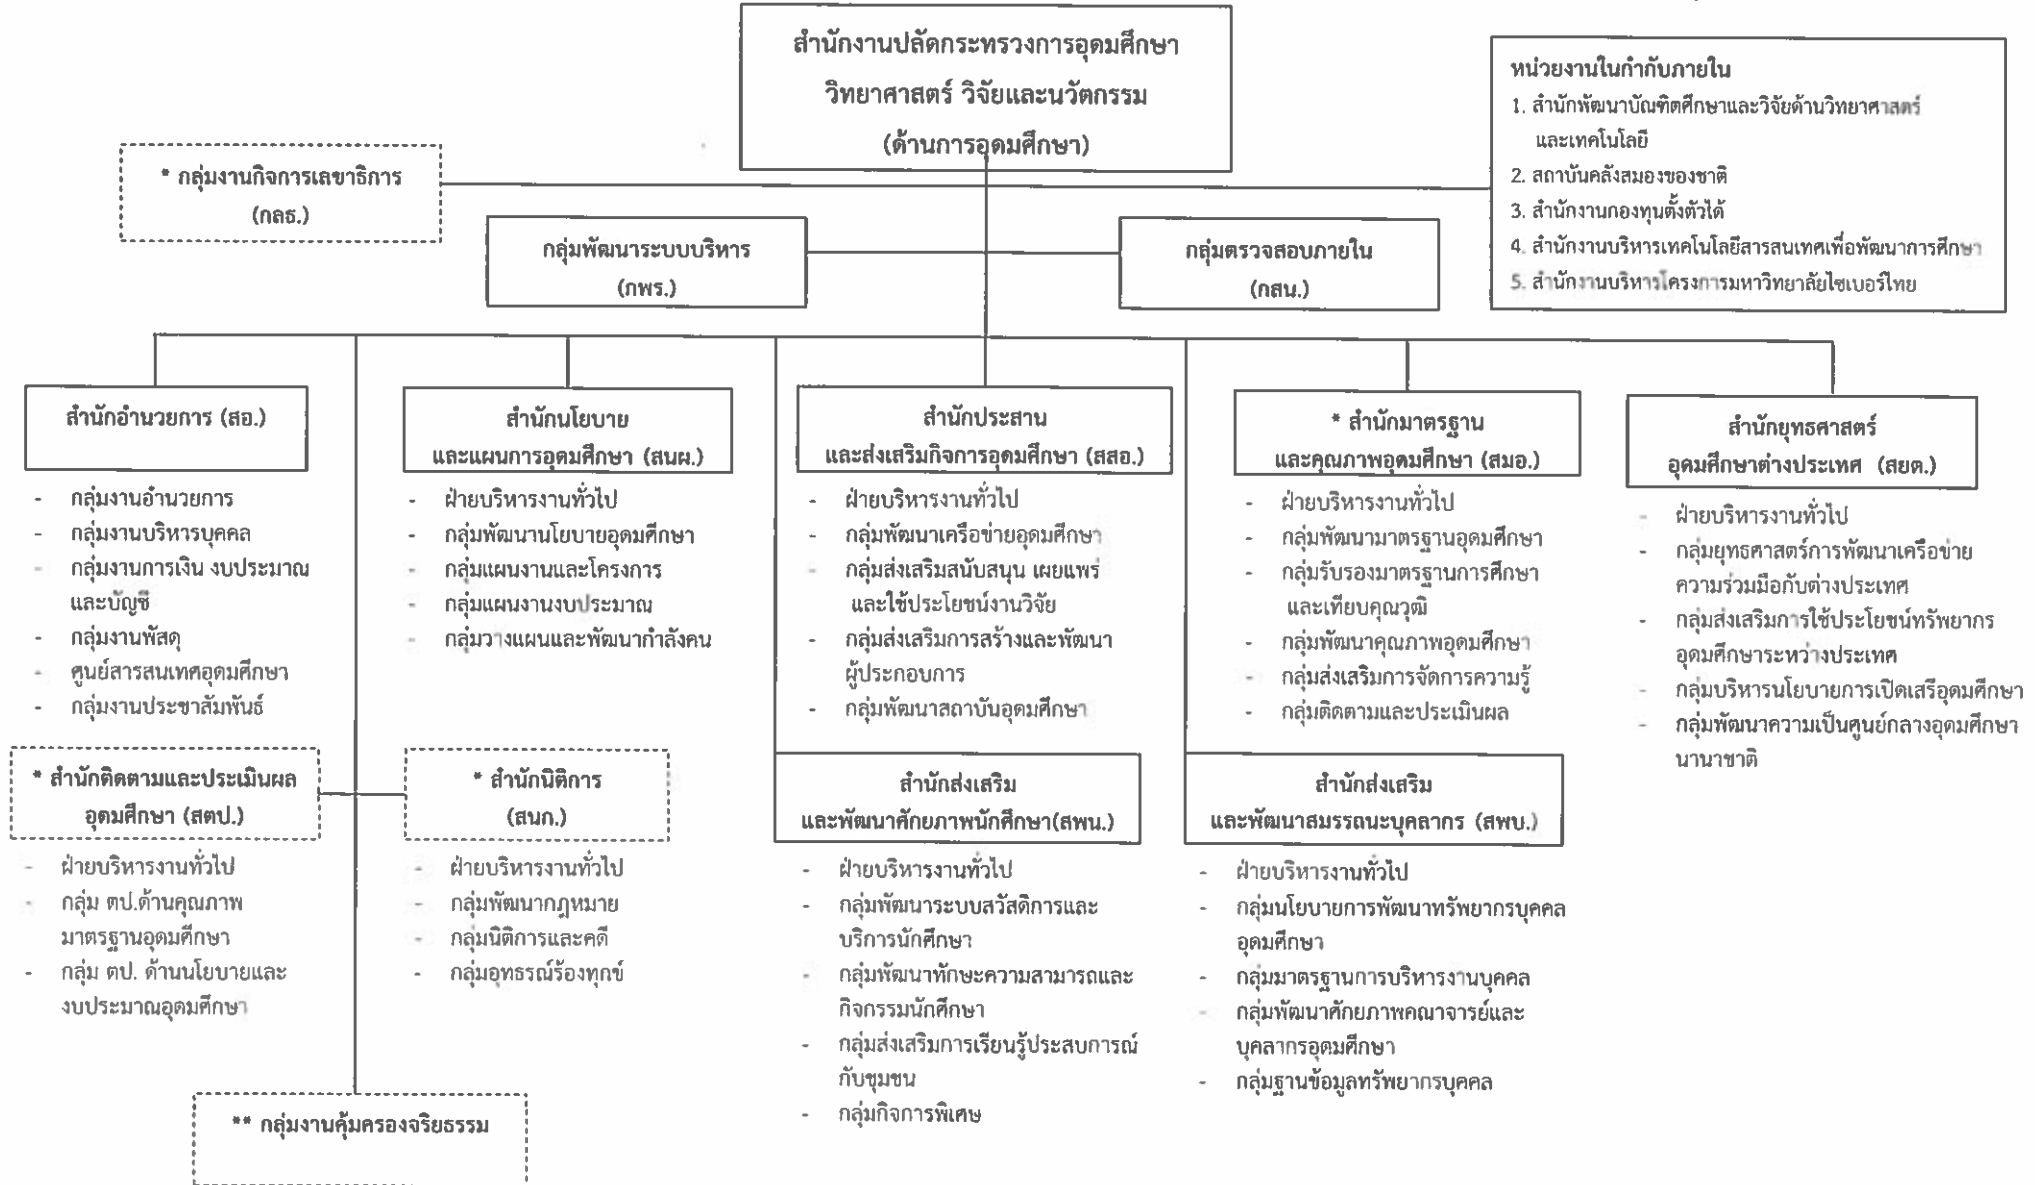 สำนักงานปลัดกระทรวงการอุดมศึกษา
วิทยาศาสตร์ วิจัยและนวัตกรรม
(ด้านการอุดมศึกษา)
หน่วยงานในกำกับภายใน
1. สำนักพัฒนาบัณฑิตศึกษาและวิจัยด้านวิทยาศาสตร์
และเทคโนโลยี
2. สถาบันคลังสมองของชาติ
3. สำนักงานกองทุนตั้งตัวได้
4. สำนักงานบริหารเทคโนโลยีสารสนเทศเพื่อพัฒนาการศึกษา
5. สำนักงานบริหารโครงการมหาวิทยาลัยไซเบอร์ไทย
* กลุ่มงานกิจการเลขาธิการ
(กลธ.)
กลุ่มพัฒนาระบบบริหาร
(กพร.)
กลุ่มตรวจสอบภายใน
(กสน.)
สำนักอำนวยการ (สอ.)
- กลุ่มงานอำนวยการ
- กลุ่มงานบริหารบุคคล
- กลุ่มงานการเงิน งบประมาณ
และบัญชี
- กลุ่มงานพัสดุ
- ศูนย์สารสนเทศอุดมศึกษา
- กลุ่มงานประชาสัมพันธ์
สำนักนโยบาย
และแผนการอุดมศึกษา (สนผ.)
- ฝ่ายบริหารงานทั่วไป
- กลุ่มพัฒนานโยบายอุดมศึกษา
- กลุ่มแผนงานและโครงการ
- กลุ่มแผนงานงบประมาณ
- กลุ่มวางแผนและพัฒนากำลังคน
สำนักประสาน
และส่งเสริมกิจการอุดมศึกษา (สสอ.)
- ฝ่ายบริหารงานทั่วไป
- กลุ่มพัฒนาเครือข่ายอุดมศึกษา
- กลุ่มส่งเสริมสนับสนุน เผยแพร่
และใช้ประโยชน์งานวิจัย
- กลุ่มส่งเสริมการสร้างและพัฒนา
ผู้ประกอบการ
- กลุ่มพัฒนาสถาบันอุดมศึกษา
* สำนักมาตรฐาน
และคุณภาพอุดมศึกษา (สมอ.)
- ฝ่ายบริหารงานทั่วไป
- กลุ่มพัฒนามาตรฐานอุดมศึกษา
- กลุ่มรับรองมาตรฐานการศึกษา
และเทียบคุณวุฒิ
- กลุ่มพัฒนาคุณภาพอุดมศึกษา
- กลุ่มส่งเสริมการจัดการความรู้
- กลุ่มติดตามและประเมินผล
สำนักยุทธศาสตร์
อุดมศึกษาต่างประเทศ (สยต.)
- ฝ่ายบริหารงานทั่วไป
- กลุ่มยุทธศาสตร์การพัฒนาเครือข่าย
ความร่วมมือกับต่างประเทศ
- กลุ่มส่งเสริมการใช้ประโยชน์ทรัพยากร
อุดมศึกษาระหว่างประเทศ
- กลุ่มบริหารนโยบายการเปิดเสรีอุดมศึกษา
- กลุ่มพัฒนาความเป็นศูนย์กลางอุดมศึกษา
นานาชาติ
* สำนักติดตามและประเมินผล
อุดมศึกษา (สตป.)
- ฝ่ายบริหารงานทั่วไป
- กลุ่ม ตป.ด้านคุณภาพ
มาตรฐานอุดมศึกษา
- กลุ่ม ตป. ด้านนโยบายและ
งบประมาณอุดมศึกษา
* สำนักนิติการ
(สนก.)
- ฝ่ายบริหารงานทั่วไป
- กลุ่มพัฒนากฎหมาย
- กลุ่มนิติการและคดี
- กลุ่มอุทธรณ์ร้องทุกข์
สำนักส่งเสริม
และพัฒนาศักยภาพนักศึกษา(สพน.)
- ฝ่ายบริหารงานทั่วไป
- กลุ่มพัฒนาระบบสวัสดิการและ
บริการนักศึกษา
- กลุ่มพัฒนาทักษะความสามารถและ
กิจกรรมนักศึกษา
- กลุ่มส่งเสริมการเรียนรู้ประสบการณ์
กับชุมชน
- กลุ่มกิจการพิเศษ
สำนักส่งเสริม
และพัฒนาสมรรถนะบุคลากร (สพบ.)
- ฝ่ายบริหารงานทั่วไป
- กลุ่มนโยบายการพัฒนาทรัพยากรบุคคล
อุดมศึกษา
- กลุ่มมาตรฐานการบริหารงานบุคคล
- กลุ่มพัฒนาศักยภาพคณาจารย์และ
บุคลากรอุดมศึกษา
- กลุ่มฐานข้อมูลทรัพยากรบุคคล
** กลุ่มงานคุ้มครองจริยธรรม